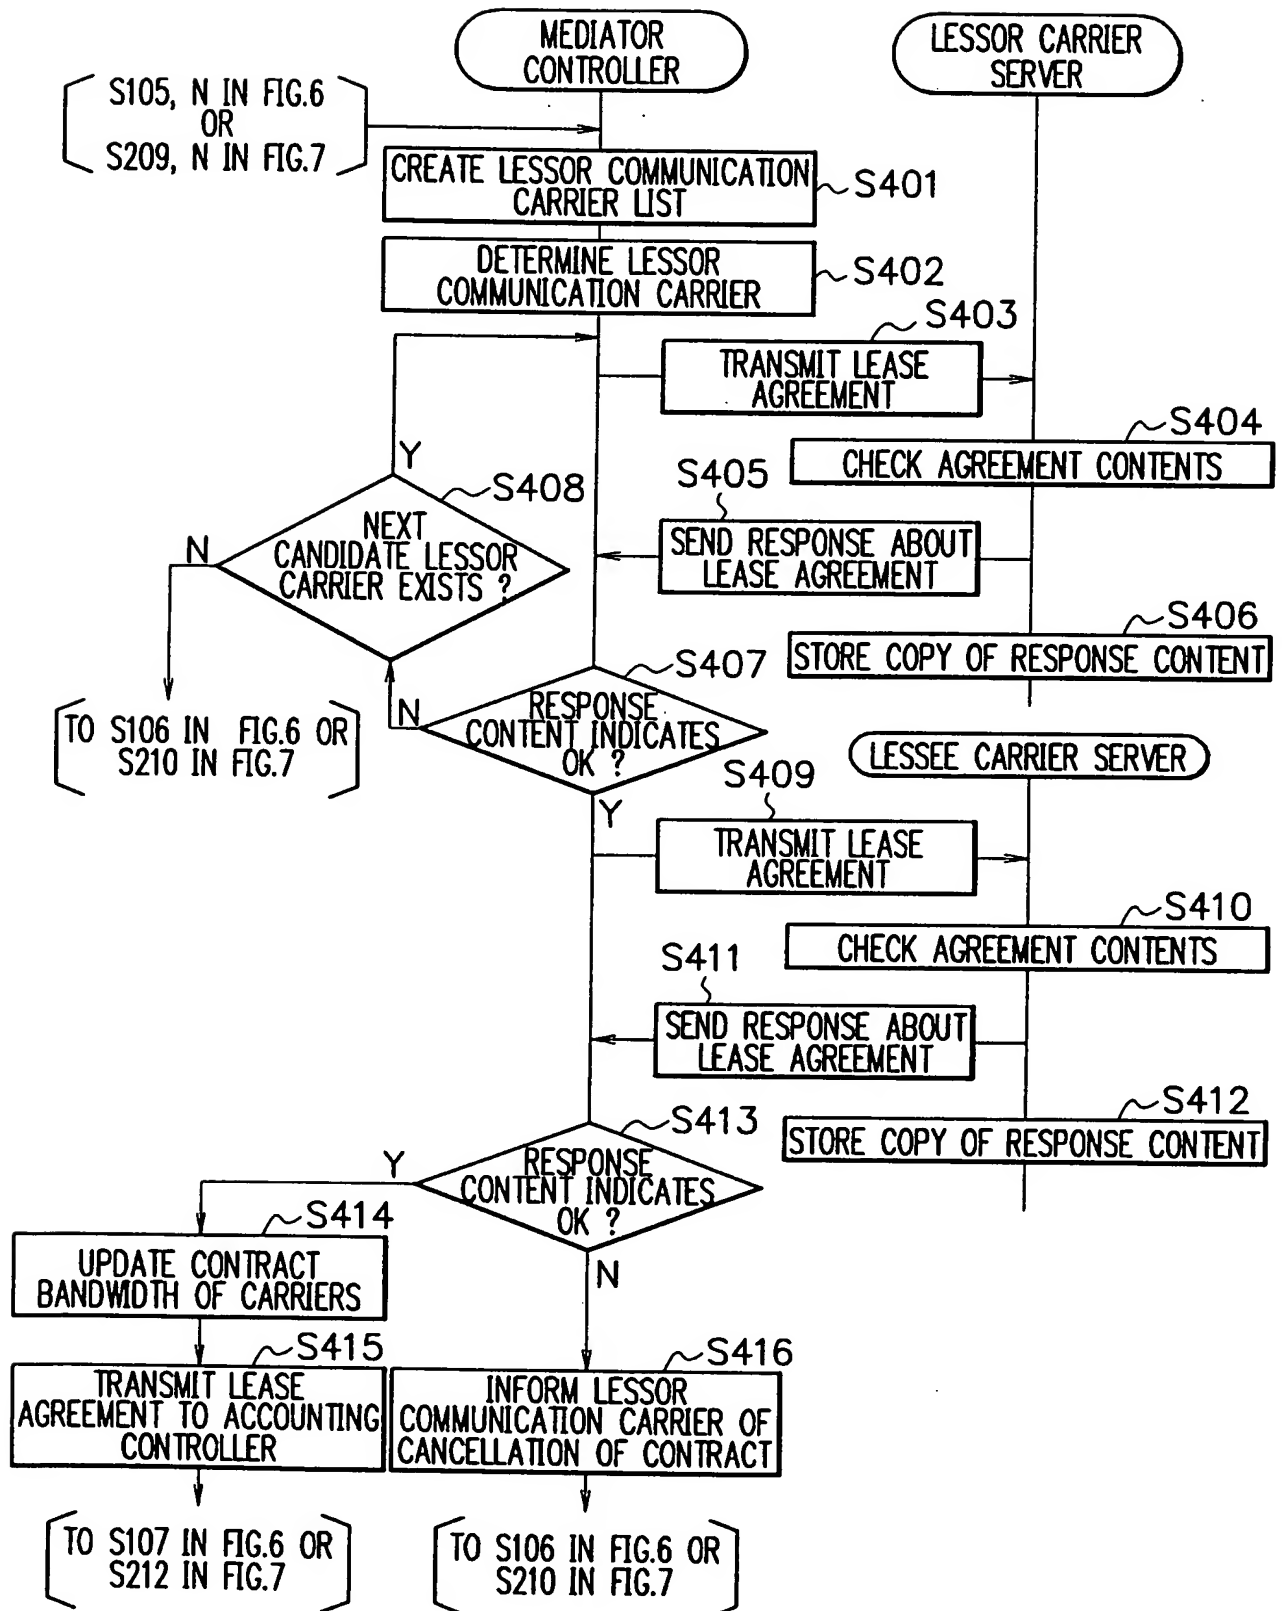 MEDIATOR
CONTROLLER
LESSOR CARRIER
SERVER
S105, N IN FIG.6
OR
S209, N IN FIG.7
CREATE LESSOR COMMUNICATION
CARRIER LIST
S401
DETERMINE LESSOR
COMMUNICATION CARRIER
S402
S403
TRANSMIT LEASE
AGREEMENT
S404
CHECK AGREEMENT CONTENTS
Y
S408
NEXT
CANDIDATE LESSOR
CARRIER EXISTS ?
N
S405
SEND RESPONSE ABOUT
LEASE AGREEMENT
S406
STORE COPY OF RESPONSE CONTENT
S407
RESPONSE
CONTENT INDICATES
OK ?
N
TO S106 IN FIG.6 OR
S210 IN FIG.7
Y
LESSEE CARRIER SERVER
S409
TRANSMIT LEASE
AGREEMENT
S410
CHECK AGREEMENT CONTENTS
S411
SEND RESPONSE ABOUT
LEASE AGREEMENT
S412
STORE COPY OF RESPONSE CONTENT
S413
RESPONSE
CONTENT INDICATES
OK ?
Y
N
S414
UPDATE CONTRACT
BANDWIDTH OF CARRIERS
S415
TRANSMIT LEASE
AGREEMENT TO ACCOUNTING
CONTROLLER
S416
INFORM LESSOR
COMMUNICATION CARRIER OF
CANCELLATION OF CONTRACT
TO S107 IN FIG.6 OR
S212 IN FIG.7
TO S106 IN FIG.6 OR
S210 IN FIG.7